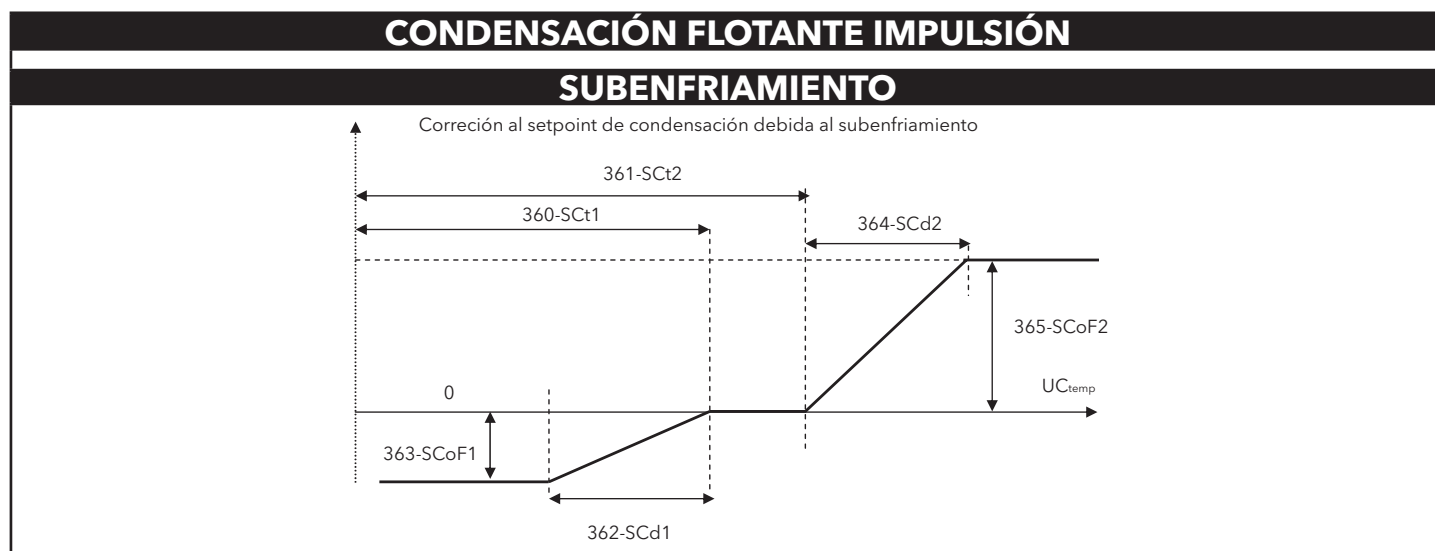 CONDENSACIÓN FLOTANTE IMPULSIÓN
SUBENFRIAMIENTO
Correción al setpoint de condensación debida al subenfriamiento
361-SCt2
360-SCt1
364-SCd2
365-SCoF2
0
UCtemp
363-SCoF1
362-SCd1